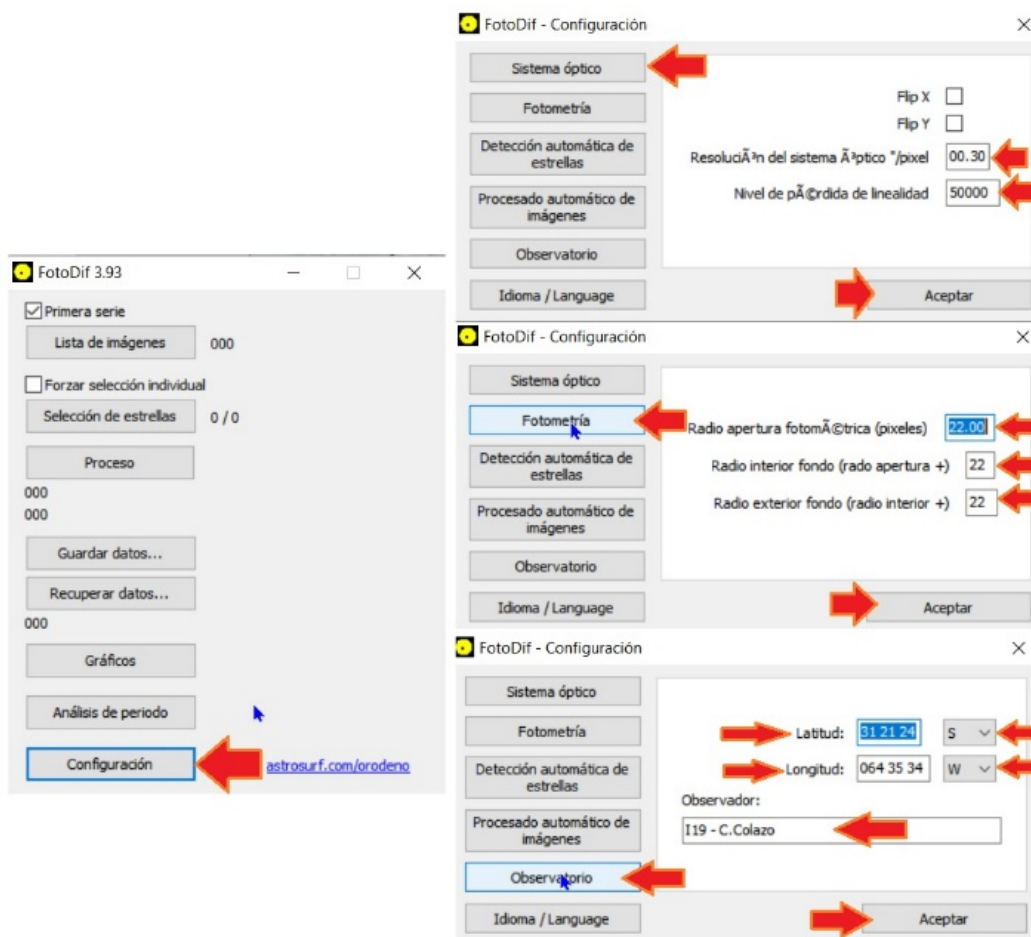 FotoDif 3.93
Primera serie
Lista de imágenes 000
Forzar selección individual
Selección de estrellas 0 / 0
Proceso
000
000
Guardar datos...
Recuperar datos...
000
Gráficos
Análisis de periodo
Configuración astrosurf.com/orodeno
FotoDif - Configuración
Sistema óptico
Fotometría
Detección automática de
estrellas
Procesado automático de
imágenes
Observatorio
Idioma / Language
Flip X
Flip Y
ResoluciÃ³n del sistema Ã³ptico "/pixel 00.30
Nivel de pÃ©rdida de linealidad 50000
Aceptar
FotoDif - Configuración
Sistema óptico
Fotometría
Detección automática de
estrellas
Procesado automático de
imágenes
Observatorio
Idioma / Language
Radio apertura fotomÃ©trica (pixeles) 22.00
Radio interior fondo (rado apertura +) 22
Radio exterior fondo (radio interior +) 22
Aceptar
FotoDif - Configuración
Sistema óptico
Fotometría
Detección automática de
estrellas
Procesado automático de
imágenes
Observatorio
Idioma / Language
Latitud: 31 21 24 S
Longitud: 064 35 34 W
Observador:
I19 - C.Colazo
Aceptar